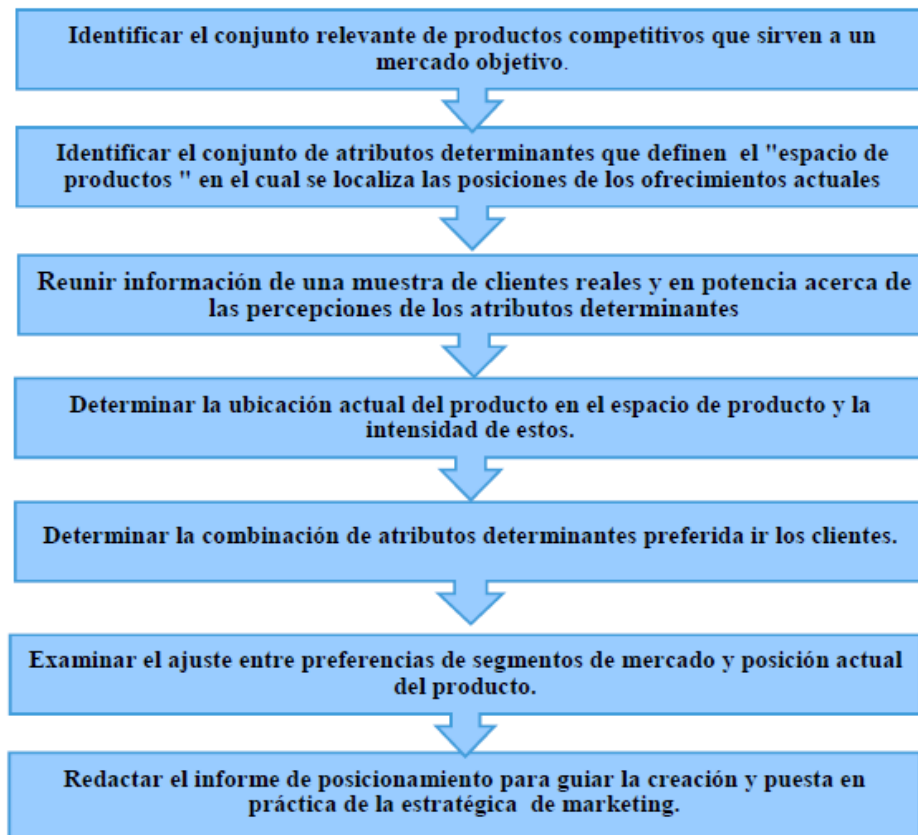 Identificar el conjunto relevante de productos competitivos que sirven a un
mercado objetivo.
Identificar el conjunto de atributos determinantes que definen el "espacio de
productos " en el cual se localiza las posiciones de los ofrecimientos actuales
Reunir información de una muestra de clientes reales y en potencia acerca de
las percepciones de los atributos determinantes
Determinar la ubicación actual del producto en el espacio de producto y la
intensidad de estos.
Determinar la combinación de atributos determinantes preferida ir los clientes.
Examinar el ajuste entre preferencias de segmentos de mercado y posición actual
del producto.
Redactar el informe de posicionamiento para guiar la creación y puesta en
práctica de la estratégica de marketing.